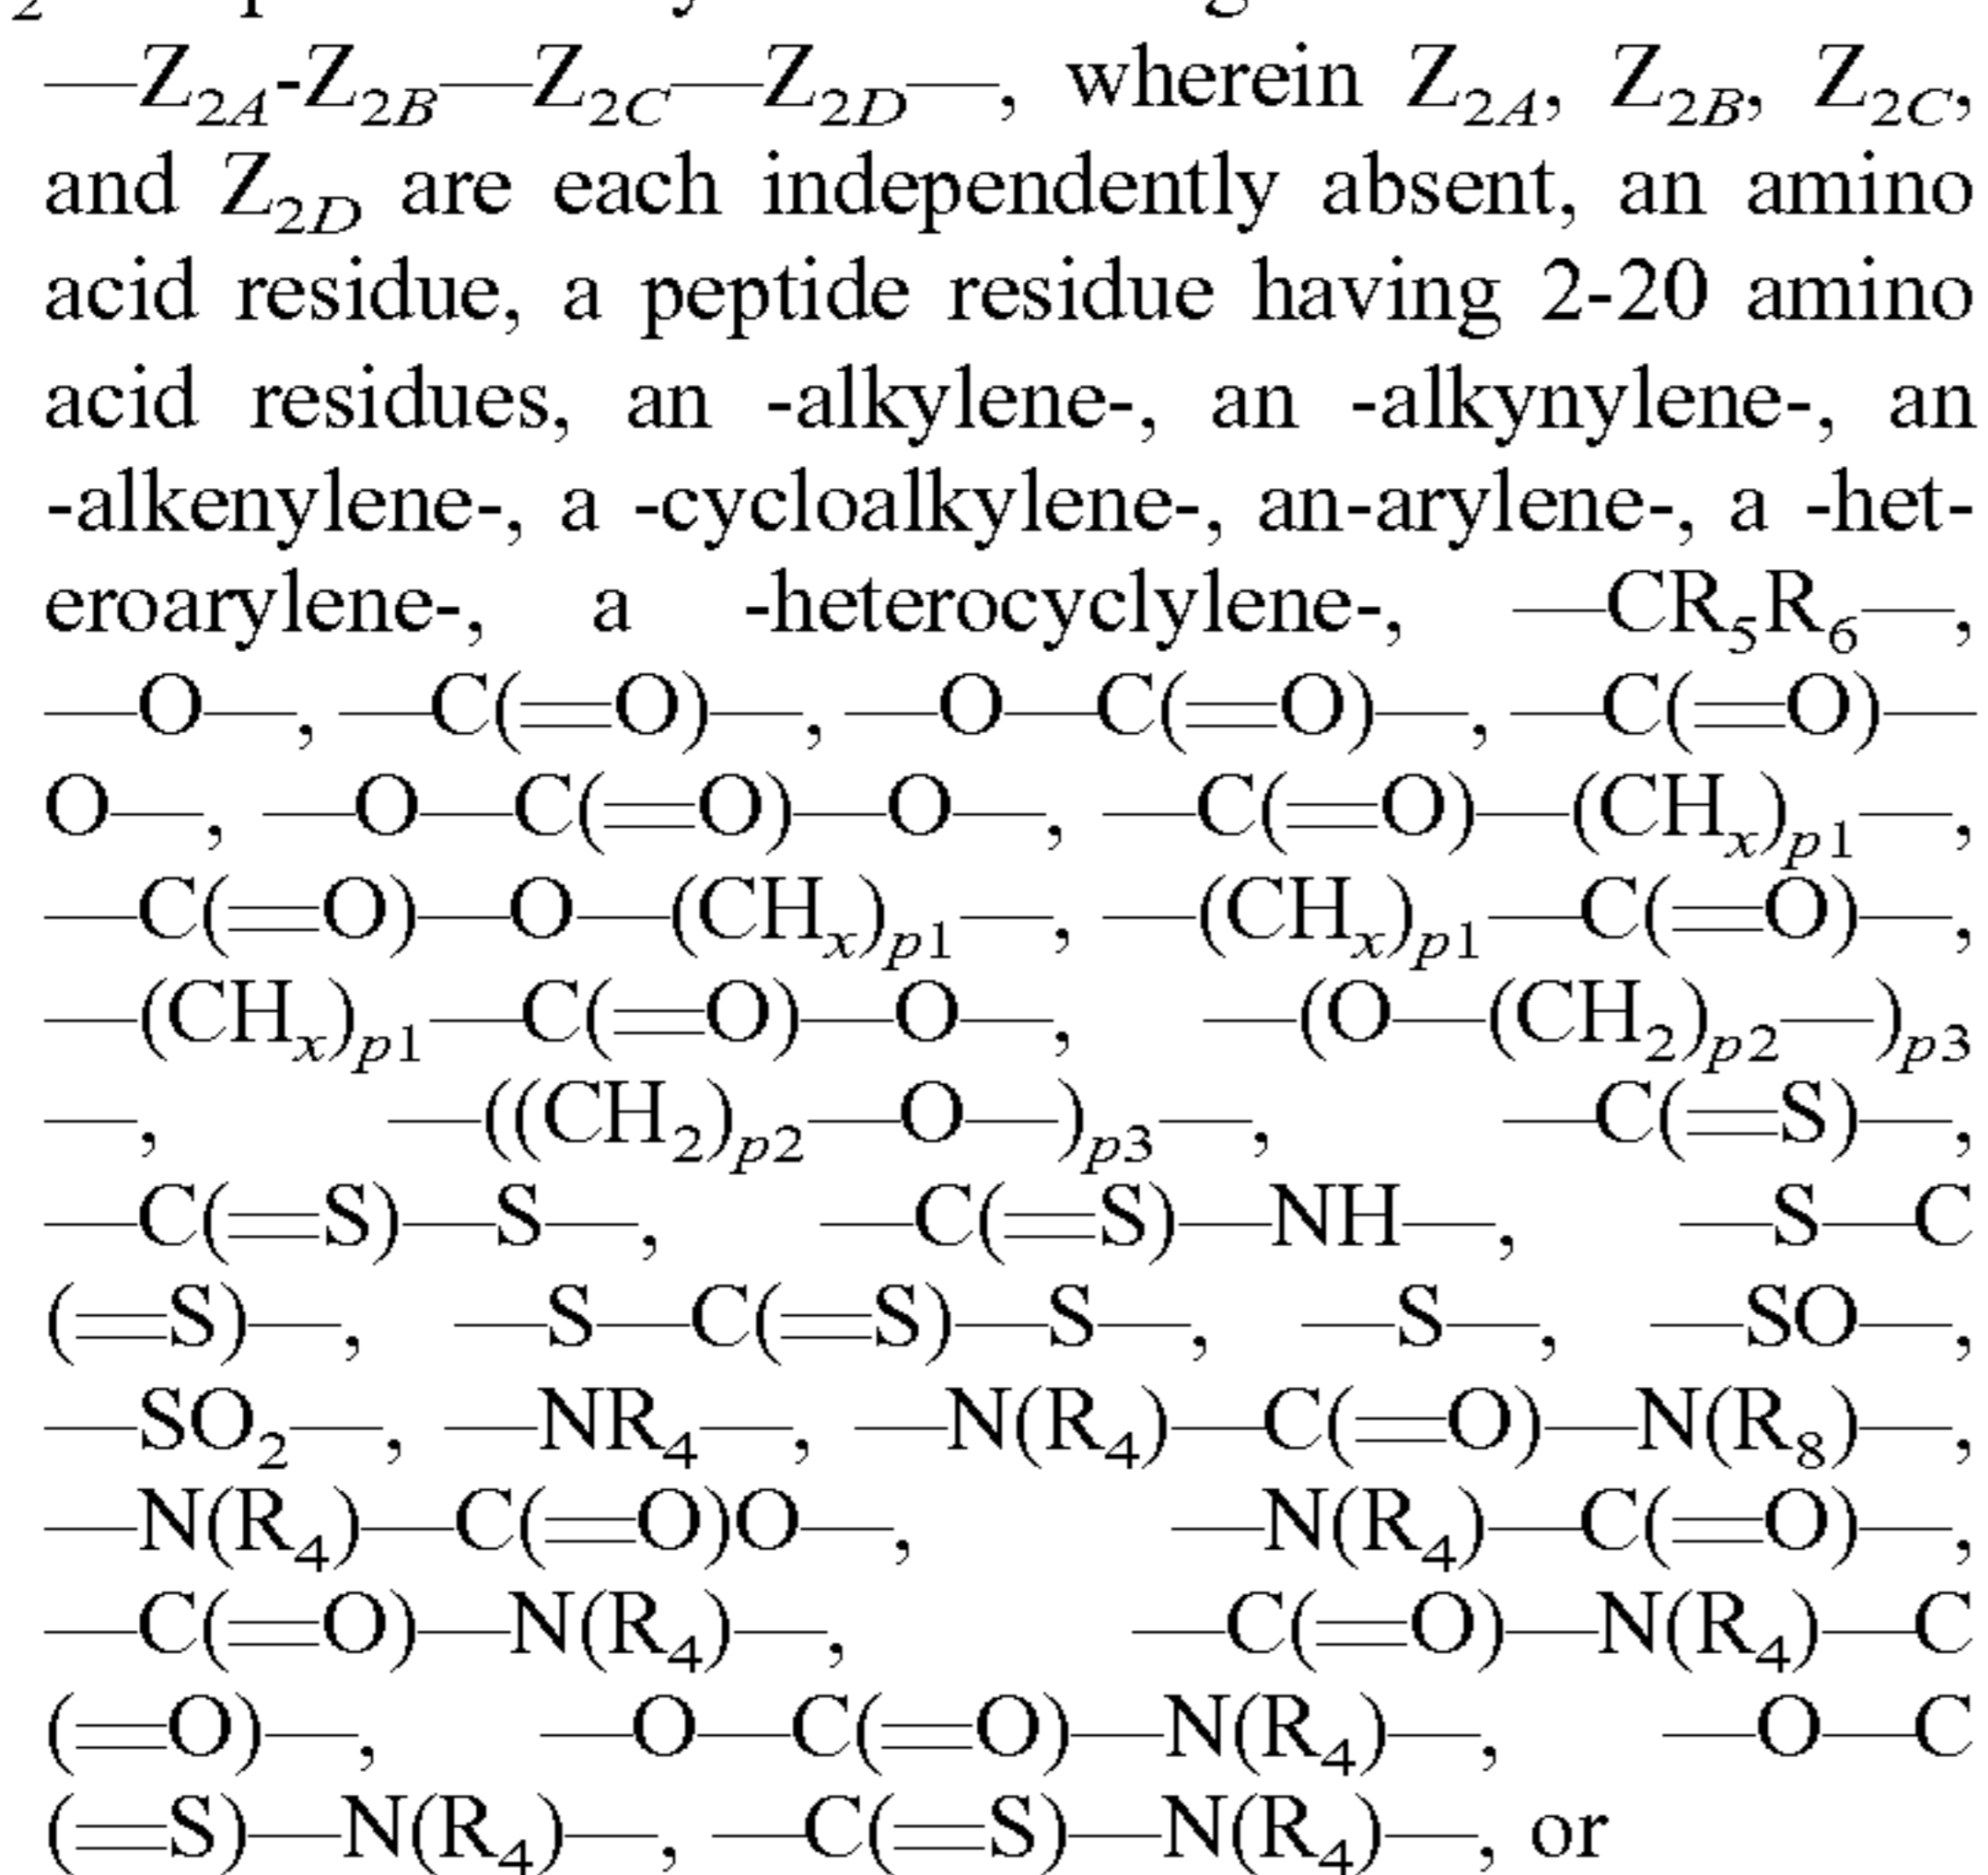 —Z₂A-Z₂B—Z₂C—Z₂D—, wherein Z₂A, Z₂B, Z₂C,
and Z₂D are each independently absent, an amino
acid residue, a peptide residue having 2-20 amino
acid residues, an -alkylene-, an -alkynylene-, an
-alkenylene-, a -cycloalkylene-, an-arylene-, a -het-
eroarylene-, a -heterocyclylene-, —CR₅R₆—,
—O—, —C(═O)—, —O—C(═O)—, —C(═O)—
O—, —O—C(═O)—O—, —C(═O)—(CHₓ)p1—,
—C(═O)—O—(CHₓ)p1—, —(CHₓ)p1—C(═O)—,
—(CHₓ)p1—C(═O)—O—, —(O—(CH₂)p2—)p3
—, —((CH₂)p2—O—)p3—, —C(═S)—,
—C(═S)—S—, —C(═S)—NH—, —S—C
(═S)—, —S—C(═S)—S—, —S—, —SO—,
—SO₂—, —NR₄—, —N(R₄)—C(═O)—N(R₈)—,
—N(R₄)—C(═O)O—, —N(R₄)—C(═O)—,
—C(═O)—N(R₄)—, —C(═O)—N(R₄)—C
(═O)—, —O—C(═O)—N(R₄)—, —O—C
(═S)—N(R₄)—, —C(═S)—N(R₄)—, or